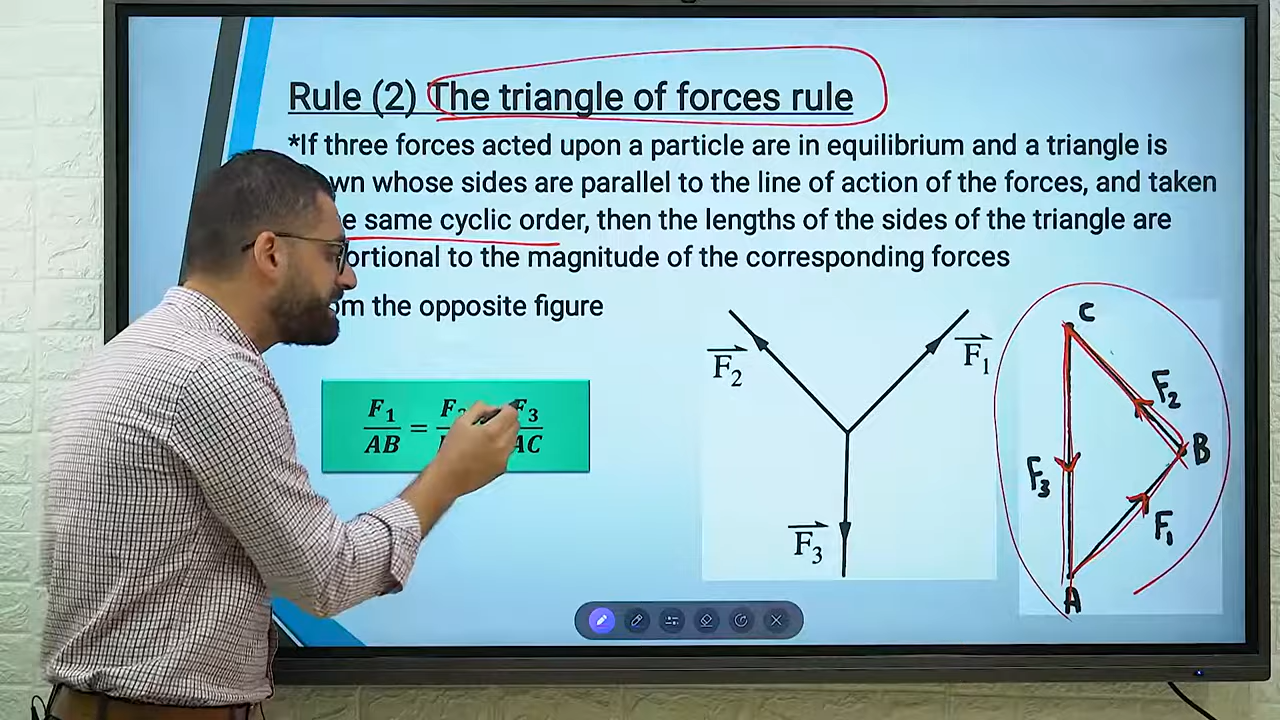 Rule (2) The triangle of forces rule
*If three forces acted upon a particle are in equilibrium and a triangle is
whose sides are parallel to the line of action of the forces, and taken
same cyclic order, then the lengths of the sides of the triangle are
to the magnitude of the corresponding forces
the opposite figure
F₁/AB = F₃/AC
F₂
F₁
F₃
C
F₂
B
F₃
F₁
A